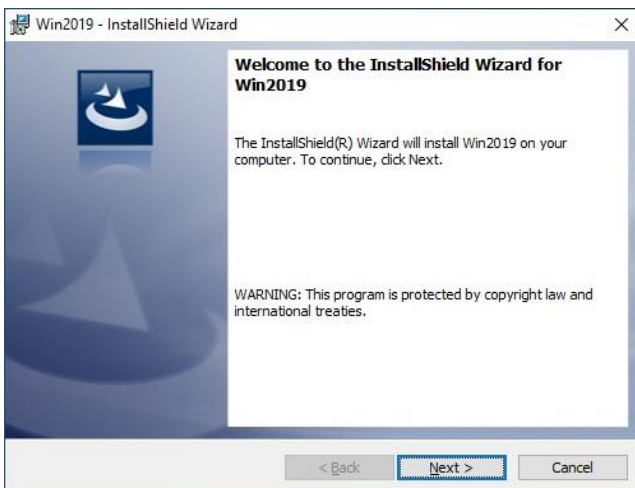 Win2019 - InstallShield Wizard
Welcome to the InstallShield Wizard for
Win2019
The InstallShield(R) Wizard will install Win2019 on your
computer. To continue, click Next.
WARNING: This program is protected by copyright law and
international treaties.
< Back Next > Cancel